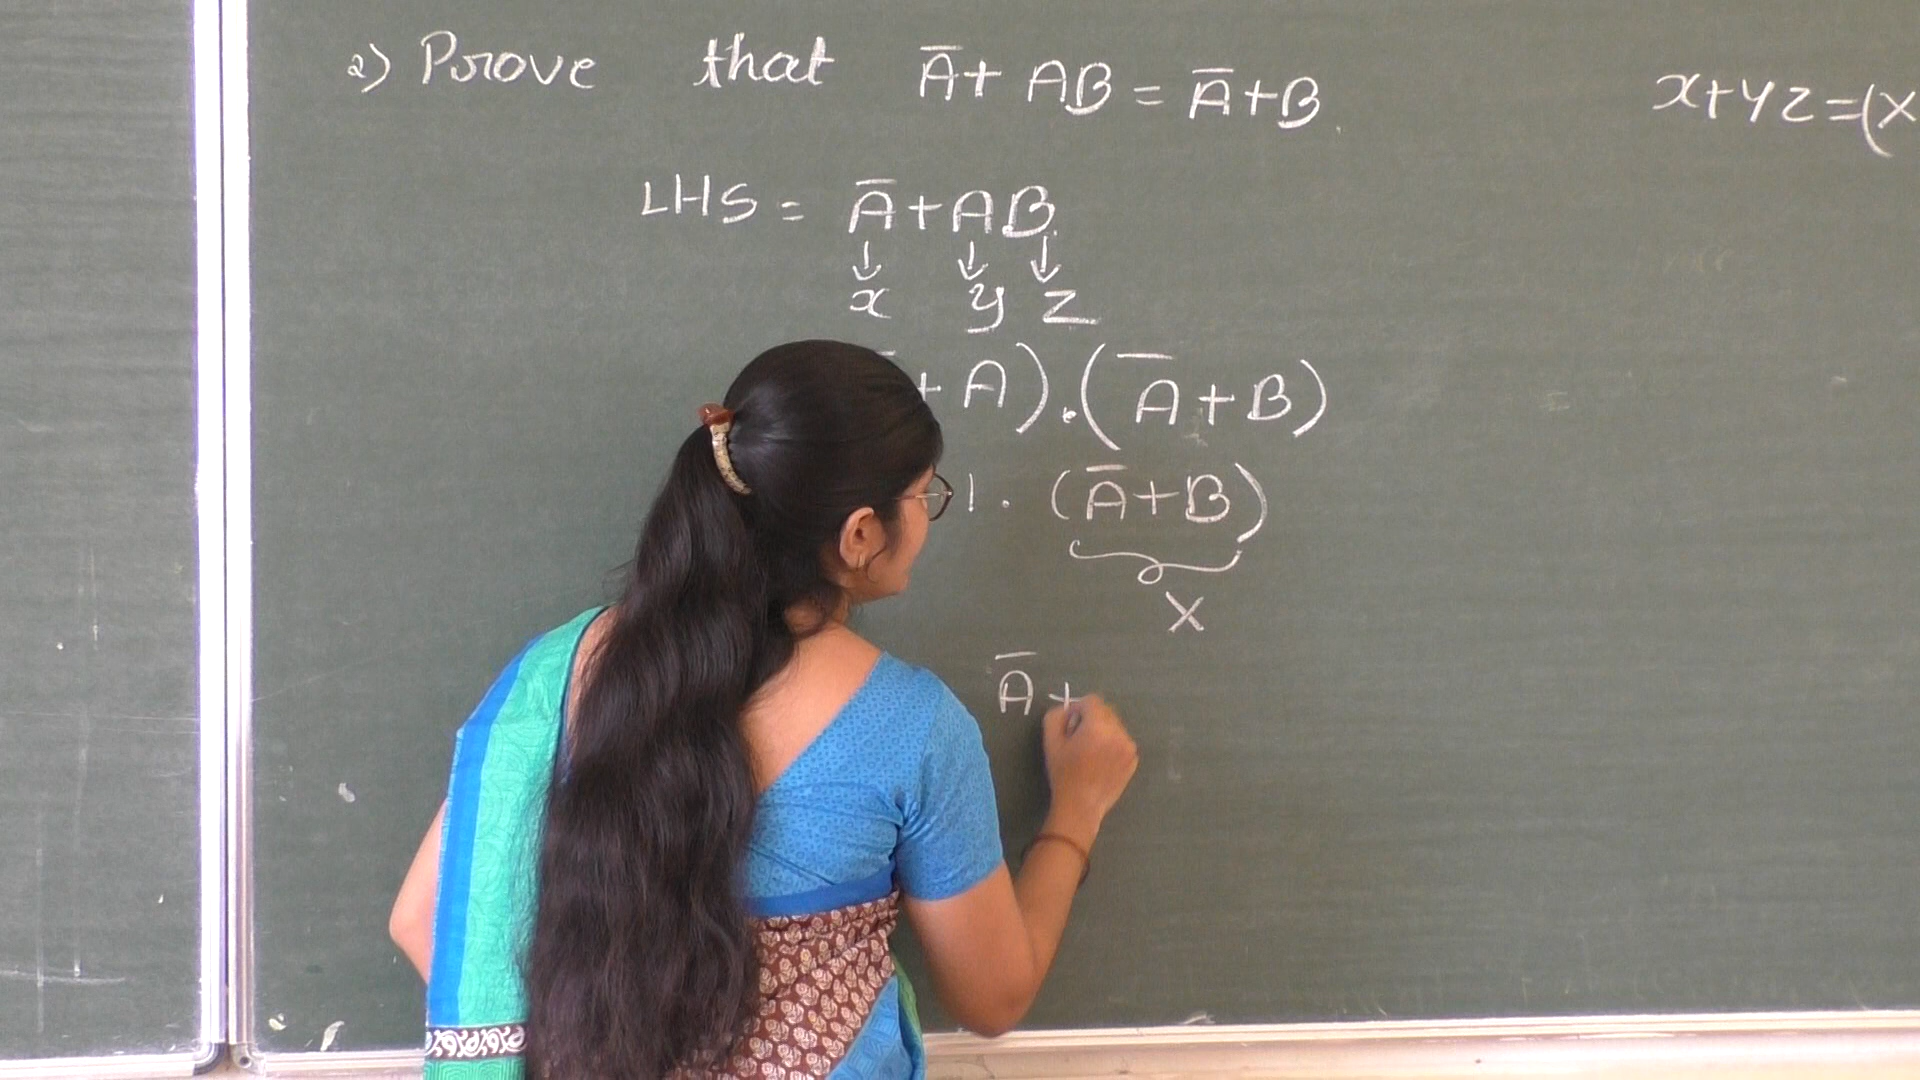 2) Prove that A̅ + AB = A̅+B.
x+yz=(x
LHS = A̅+AB
↓ ↓ ↓
x y z
+ A).(A̅+B)
1. (A̅+B)
x
A̅ +